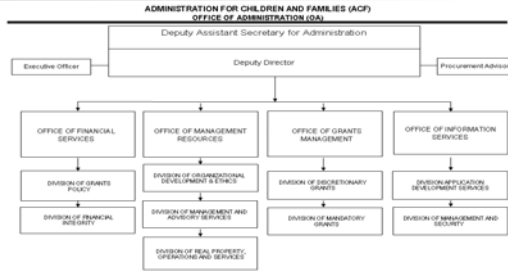 ADMINISTRATION FOR CHILDREN AND FAMILIES (ACF)
OFFICE OF ADMINISTRATION (OA)
Deputy Assistant Secretary for Administration
Executive Officer
Deputy Director
Procurement Advisor
OFFICE OF FINANCIAL
SERVICES
OFFICE OF MANAGEMENT
RESOURCES
OFFICE OF GRANTS
MANAGEMENT
OFFICE OF INFORMATION
SERVICES
DIVISION OF GRANTS
POLICY
DIVISION OF ORGANIZATIONAL
DEVELOPMENT & ETHICS
DIVISION OF DISCRETIONARY
GRANTS
DIVISION APPLICATION
DEVELOPMENT SERVICES
DIVISION OF FINANCIAL
INTEGRITY
DIVISION OF MANAGEMENT AND
ADVISORY SERVICES
DIVISION OF MANDATORY
GRANTS
DIVISION OF MANAGEMENT AND
SECURITY
DIVISION OF REAL PROPERTY,
OPERATIONS AND SERVICES